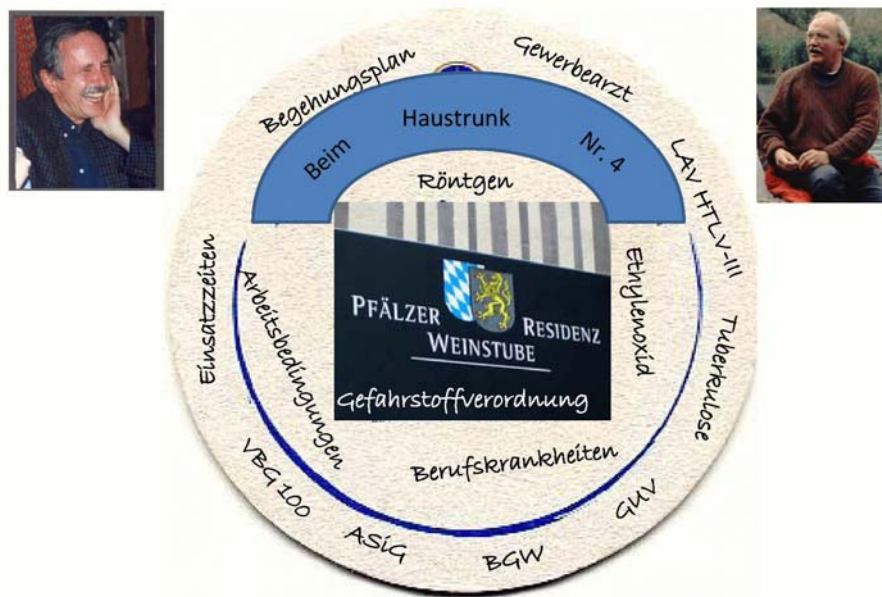 Begehungsplan
Gewerbearzt
Beim Haustrunk Nr. 4
LAV HTLV-III
Röntgen
Einsatzzeiten
Arbeitsbedingungen
PFÄLZER RESIDENZ
WEINSTUBE
Ethylenoxid
Tuberkulose
Gefahrstoffverordnung
Berufskrankheiten
VBG 100
ASiG
BGW
GUV